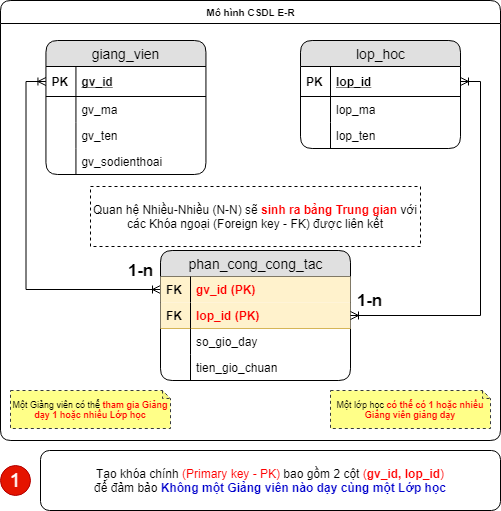 Mô hình CSDL E-R
giang_vien
PK gv_id
gv_ma
gv_ten
gv_sodienthoai
lop_hoc
PK lop_id
lop_ma
lop_ten
Quan hệ Nhiều-Nhiều (N-N) sẽ sinh ra bảng Trung gian với
các Khóa ngoại (Foreign key - FK) được liên kết
1-n
phan_cong_cong_tac
FK gv_id (PK)
FK lop_id (PK)
so_gio_day
tien_gio_chuan
1-n
Một Giảng viên có thể tham gia Giảng
dạy 1 hoặc nhiều Lớp học
Một lớp học có thể có 1 hoặc nhiều
Giảng viên giảng dạy
1
Tạo khóa chính (Primary key - PK) bao gồm 2 cột (gv_id, lop_id)
để đảm bảo Không một Giảng viên nào dạy cùng một Lớp học